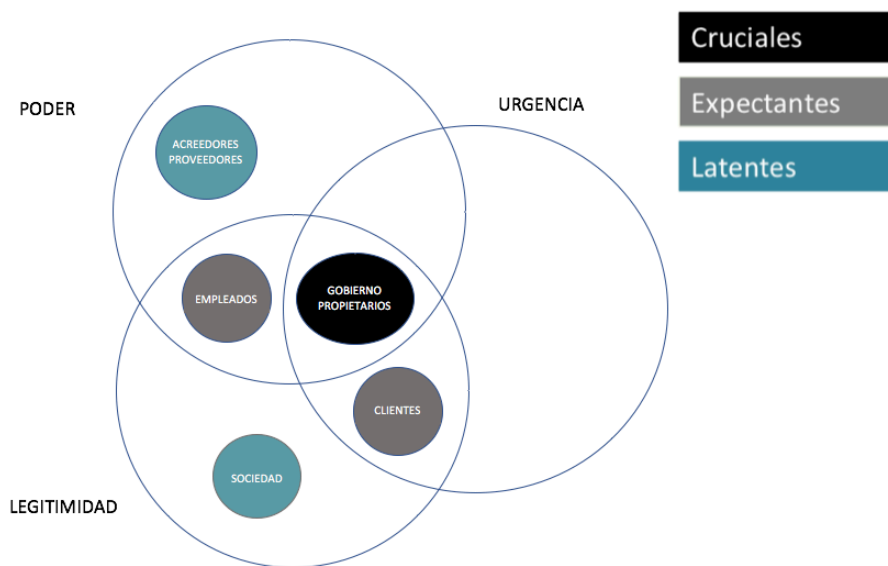 Cruciales
Expectantes
Latentes
PODER
URGENCIA
ACREEDORES
PROVEEDORES
EMPLEADOS
GOBIERNO
PROPIETARIOS
CLIENTES
SOCIEDAD
LEGITIMIDAD